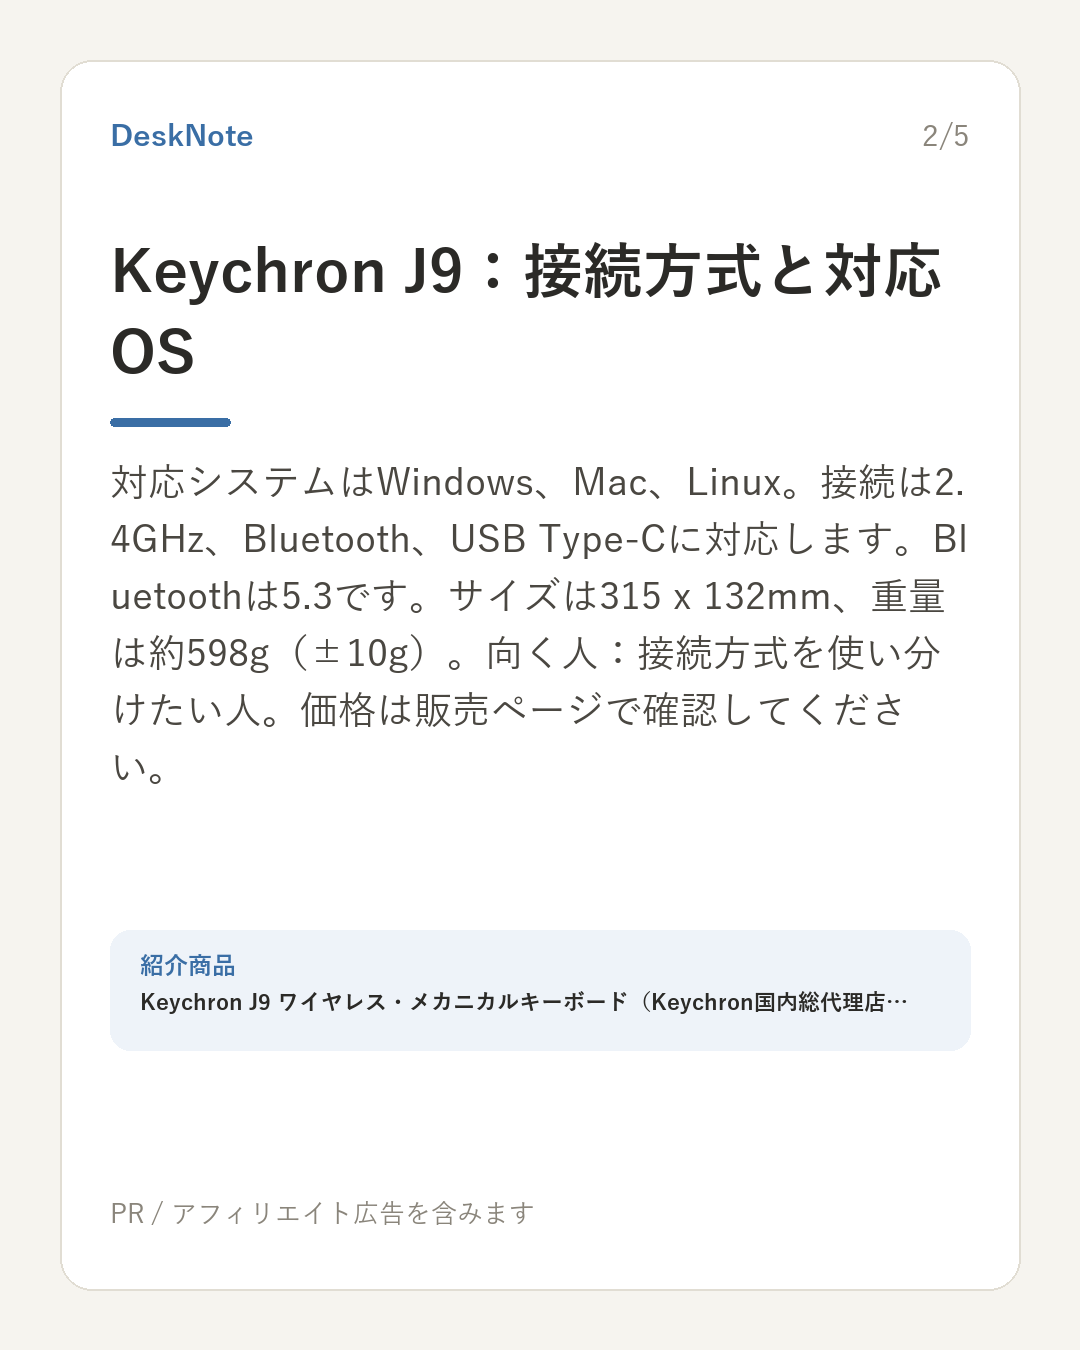 DeskNote
2/5
Keychron J9：接続方式と対応
OS
対応システムはWindows、Mac、Linux。接続は2.
4GHz、Bluetooth、USB Type-Cに対応します。Bl
uetoothは5.3です。サイズは315 x 132mm、重量
は約598g（±10g）。向く人：接続方式を使い分
けたい人。価格は販売ページで確認してくださ
い。
紹介商品
Keychron J9 ワイヤレス・メカニカルキーボード（Keychron国内総代理店…
PR / アフィリエイト広告を含みます